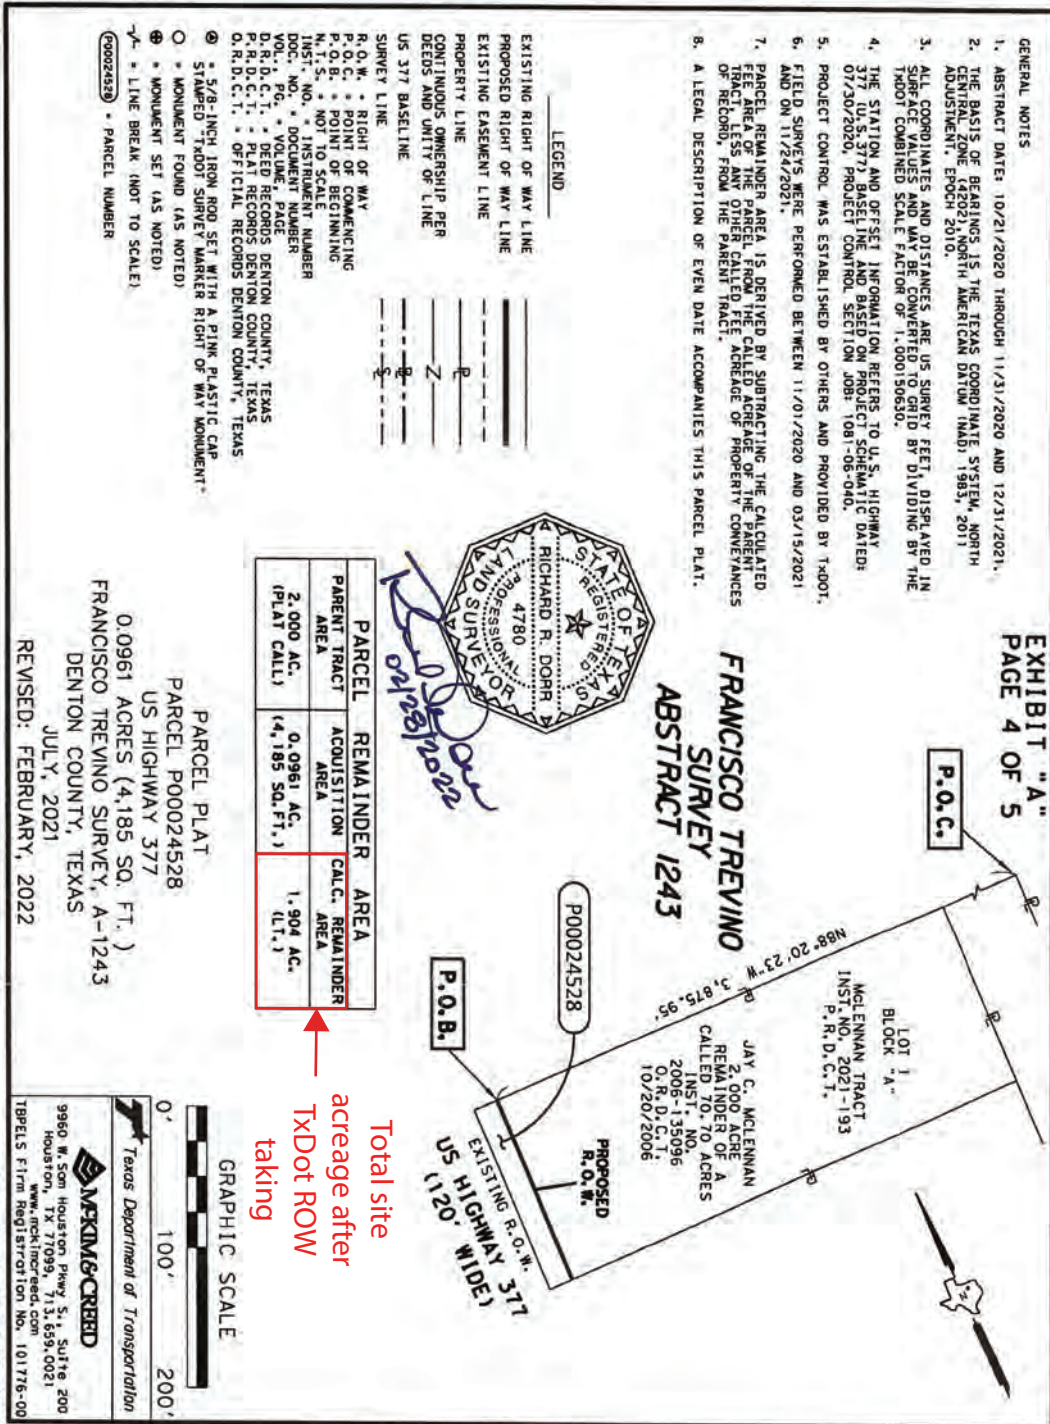 EXHIBIT "A"
PAGE 4 OF 5
GENERAL NOTES
1. ABSTRACT DATE: 10/21/2020 THROUGH 11/31/2020 AND 12/31/2021.
2. THE BASIS OF BEARINGS IS THE TEXAS COORDINATE SYSTEM, NORTH
CENTRAL ZONE (4202), NORTH AMERICAN DATUM (NAD) 1983, 2011
ADJUSTMENT, EPOCH 2010.
3. ALL COORDINATES AND DISTANCES ARE US SURVEY FEET, DISPLAYED IN
SURFACE VALUES AND MAY BE CONVERTED TO GRID BY DIVIDING BY THE
TxDOT COMBINED SCALE FACTOR OF 1.000150630.
4. THE STATION AND OFFSET INFORMATION REFERS TO U.S. HIGHWAY
377 (U.S.377) BASELINE AND BASED ON PROJECT SCHEMATIC DATED:
07/30/2020, PROJECT CONTROL SECTION JOB: 1081-06-040.
5. PROJECT CONTROL WAS ESTABLISHED BY OTHERS AND PROVIDED BY TxDOT.
6. FIELD SURVEYS WERE PERFORMED BETWEEN 11/01/2020 AND 03/15/2021
AND ON 11/24/2021.
7. PARCEL REMAINDER AREA IS DERIVED BY SUBTRACTING THE CALCULATED
FEE AREA OF THE PARCEL FROM THE CALLED ACREAGE OF THE PARENT
TRACT, LESS ANY OTHER CALLED FEE ACREAGE OF PROPERTY CONVEYANCES
OF RECORD, FROM THE PARENT TRACT.
8. A LEGAL DESCRIPTION OF EVEN DATE ACCOMPANIES THIS PARCEL PLAT.
LEGEND
EXISTING RIGHT OF WAY LINE
PROPOSED RIGHT OF WAY LINE
EXISTING EASEMENT LINE
PROPERTY LINE
CONTINUOUS OWNERSHIP PER
DEEDS AND UNITY OF LINE
US 377 BASELINE
SURVEY LINE
R.O.W. = RIGHT OF WAY
P.O.C. = POINT OF COMMENCING
P.O.B. = POINT OF BEGINNING
N.T.S. = NOT TO SCALE
INST. NO. = INSTRUMENT NUMBER
DOC. NO. = DOCUMENT NUMBER
VOL., PG. = VOLUME, PAGE
D.R.D.C.T. = DEED RECORDS DENTON COUNTY, TEXAS
P.R.D.C.T. = PLAT RECORDS DENTON COUNTY, TEXAS
O.R.D.C.T. = OFFICIAL RECORDS DENTON COUNTY, TEXAS
= 5/8-INCH IRON ROD SET WITH A PINK PLASTIC CAP
STAMPED "TxDOT SURVEY MARKER RIGHT OF WAY MONUMENT"
= MONUMENT FOUND (AS NOTED)
= MONUMENT SET (AS NOTED)
= LINE BREAK (NOT TO SCALE)
P00024528 = PARCEL NUMBER
P.O.C.
FRANCISCO TREVINO
SURVEY
ABSTRACT 1243
N88°20'23"W 3,875.95'
LOT 1
BLOCK "A"
McLENNAN TRACT
INST. NO. 2021-193
P.R.D.C.T.
JAY C. MCLENNAN
2.000 ACRE
REMAINDER OF A
CALLED 70.70 ACRES
INST. NO.
2006-135096
O.R.D.C.T.
10/20/2006
P00024528
P.O.B.
PROPOSED
R.O.W.
EXISTING R.O.W.
US HIGHWAY 377
(120' WIDE)
STATE OF TEXAS
REGISTERED
RICHARD R. DORR
4780
PROFESSIONAL
LAND SURVEYOR
02/28/2022
PARCEL REMAINDER AREA
PARENT TRACT AREA
ACQUISITION AREA
CALC. REMAINDER AREA
2.000 AC. (PLAT CALL)
0.0961 AC. (4,185 SQ.FT.)
1.904 AC. (LT.)
Total site
acreage after
TxDot ROW
taking
PARCEL PLAT
PARCEL P00024528
US HIGHWAY 377
0.0961 ACRES (4,185 SQ. FT.)
FRANCISCO TREVINO SURVEY, A-1243
DENTON COUNTY, TEXAS
JULY, 2021
REVISED: FEBRUARY, 2022
GRAPHIC SCALE
0' 100' 200'
Texas Department of Transportation
McKIM&CREED
9960 W. Sam Houston Pkwy S., Suite 200
Houston, TX 77099, 713.659.0021
www.mckimcreed.com
TBPELS Firm Registration No. 101776-00